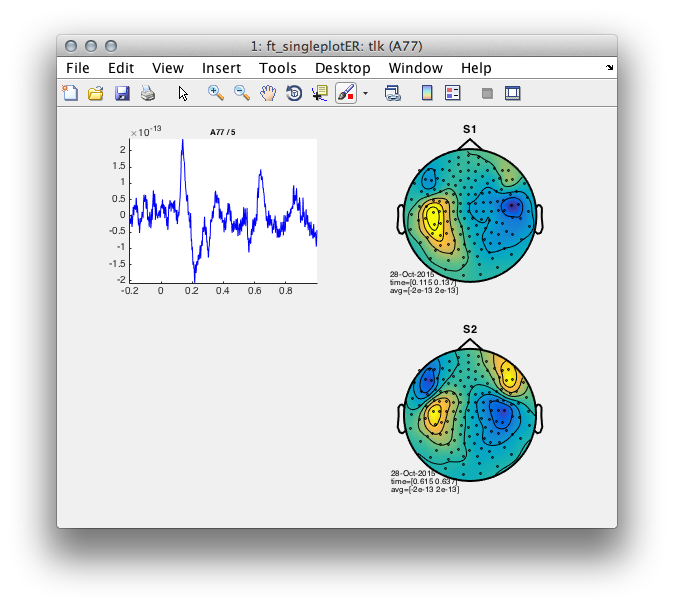 1: ft_singleplotER: tlk (A77)
File Edit View Insert Tools Desktop Window Help
×10^-13
A77 / 5
2
1.5
1
0.5
0
-0.5
-1
-1.5
-2
-0.2 0 0.2 0.4 0.6 0.8
S1
28-Oct-2015
time=[0.115 0.137]
avg=[-2e-13 2e-13]
S2
28-Oct-2015
time=[0.615 0.637]
avg=[-2e-13 2e-13]